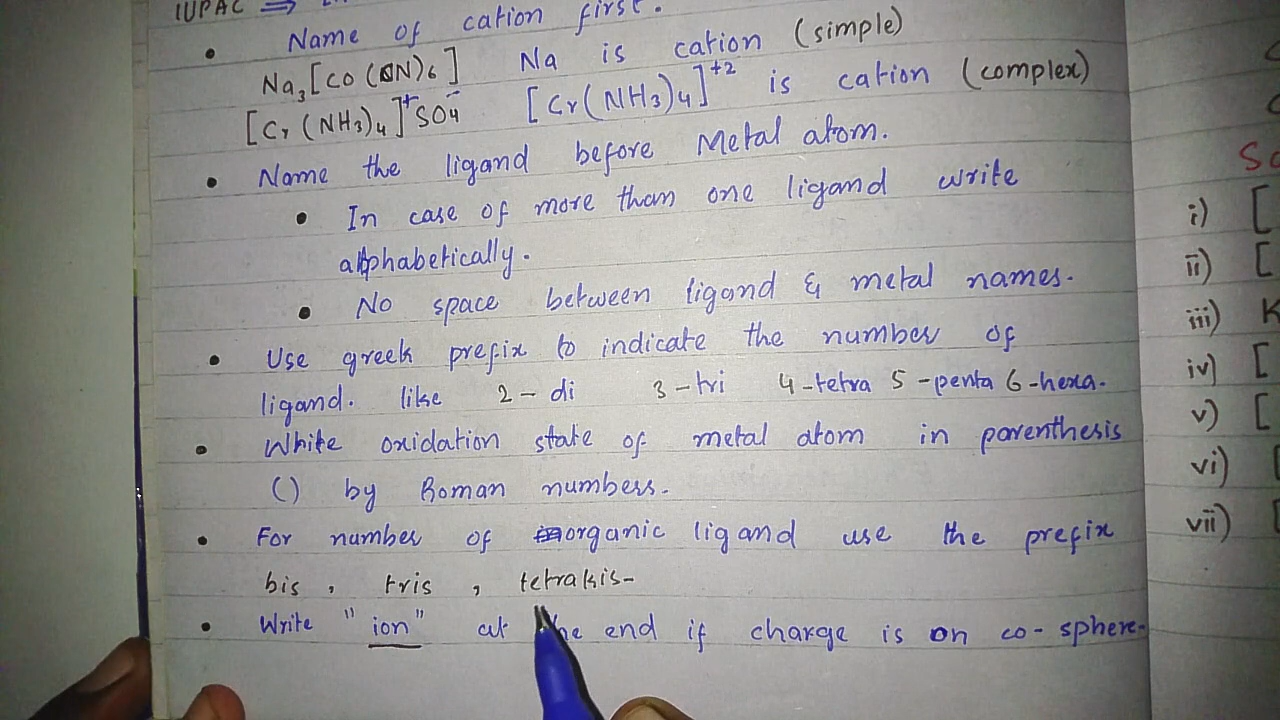 IUPAC ⇒
• Name of cation first.
Na₃[CO(CN)₆] Na is cation (simple)
[Cr(NH₃)₄]⁺SO₄⁻ [Cr(NH₃)₄]⁺² is cation (complex)
• Name the ligand before Metal atom.
• In case of more than one ligand write
alphabetically.
• No space between ligand & metal names.
• Use greek prefix to indicate the number of
ligand. like 2-di 3-tri 4-tetra 5-penta 6-hexa.
• White oxidation state of metal atom in parenthesis
() by Roman numbers.
• For number of organic ligand use the prefix
bis, tris, tetrakis-
• Write "ion" at the end if charge is on co-sphere-
i) [
ii) [
iii) K
iv) [
v) [
vi) [
vii) [